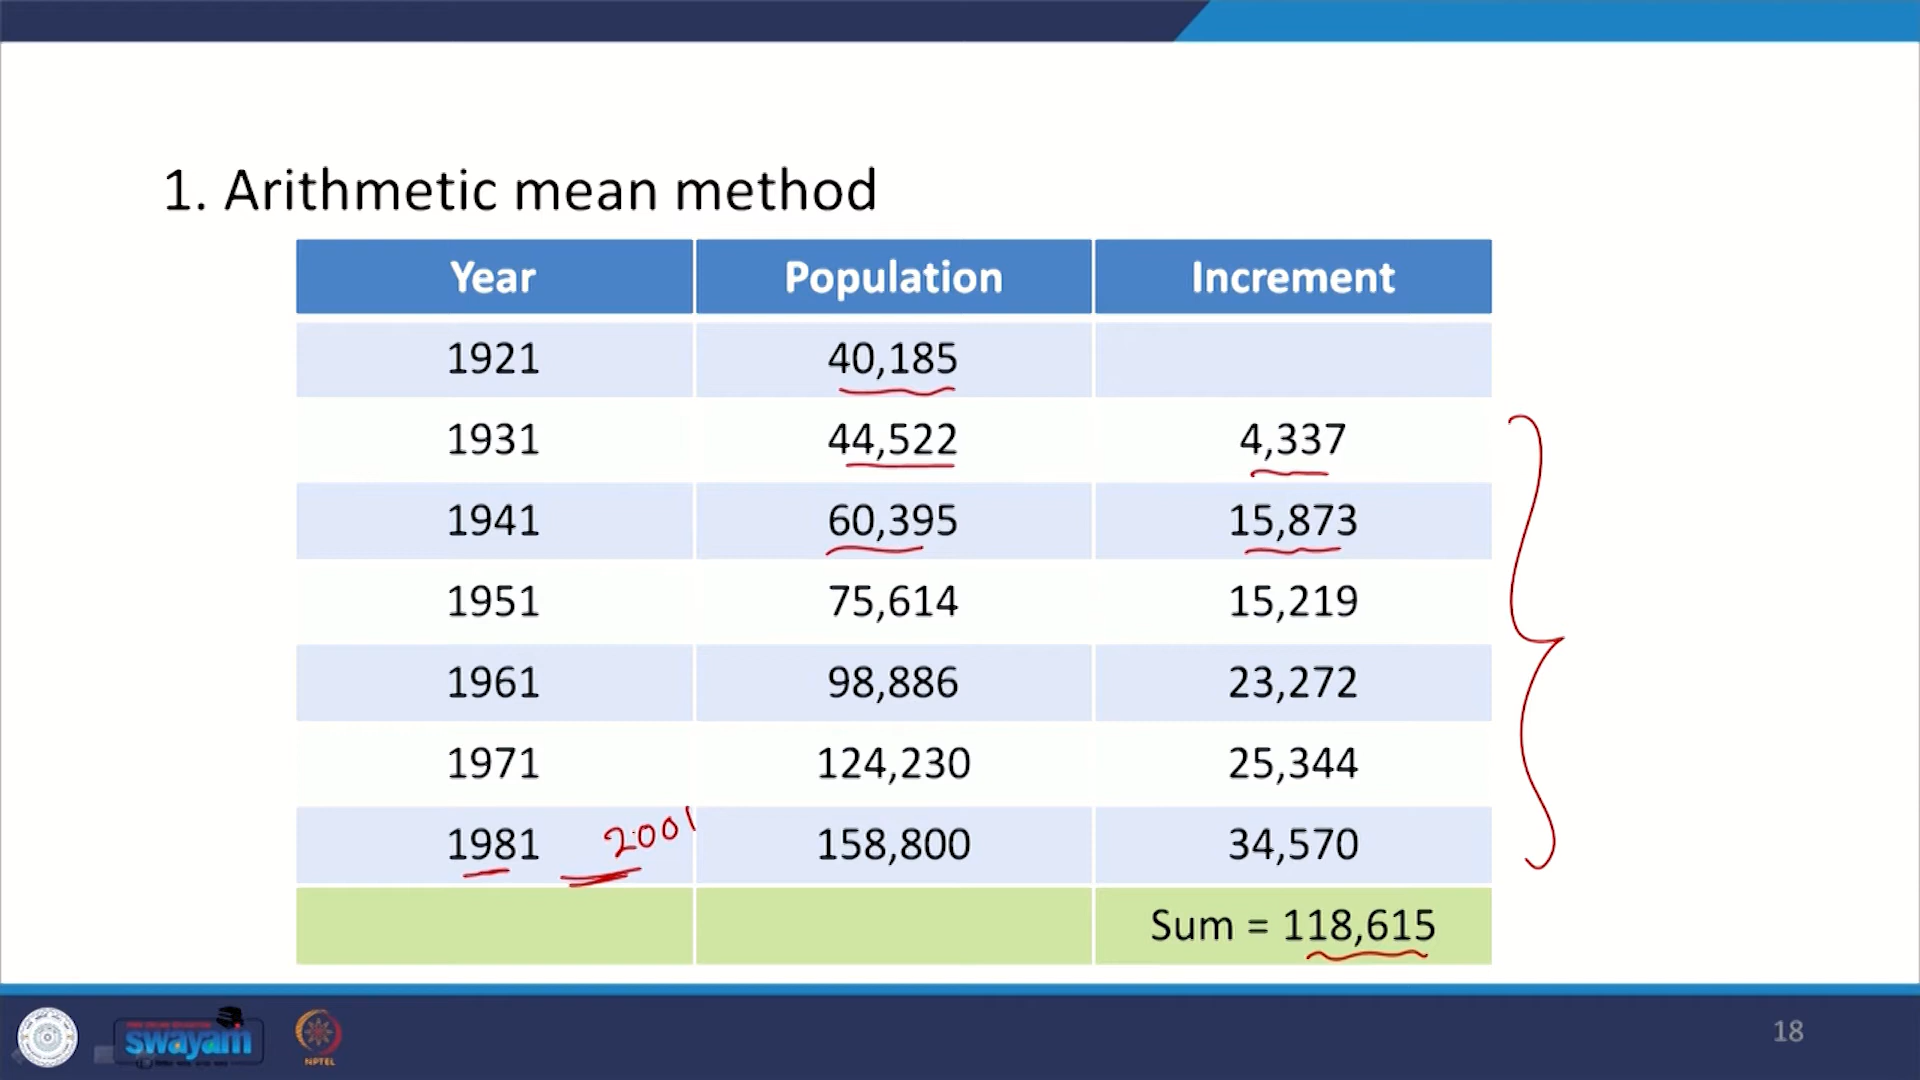 1. Arithmetic mean method
Year Population Increment
1921 40,185
1931 44,522 4,337
1941 60,395 15,873
1951 75,614 15,219
1961 98,886 23,272
1971 124,230 25,344
1981 2001 158,800 34,570
Sum = 118,615
swayam
NPTEL
18